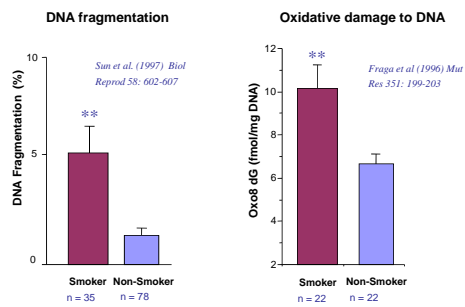 DNA fragmentation
10
5
0
DNA Fragmentation (%)
Sun et al. (1997) Biol
Reprod 58: 602-607
**
Smoker Non-Smoker
n = 35 n = 78
Oxidative damage to DNA
12
10
8
6
4
2
Oxo8 dG (fmol/mg DNA)
Fraga et al (1996) Mut
Res 351: 199-203
**
Smoker Non-Smoker
n = 22 n = 22